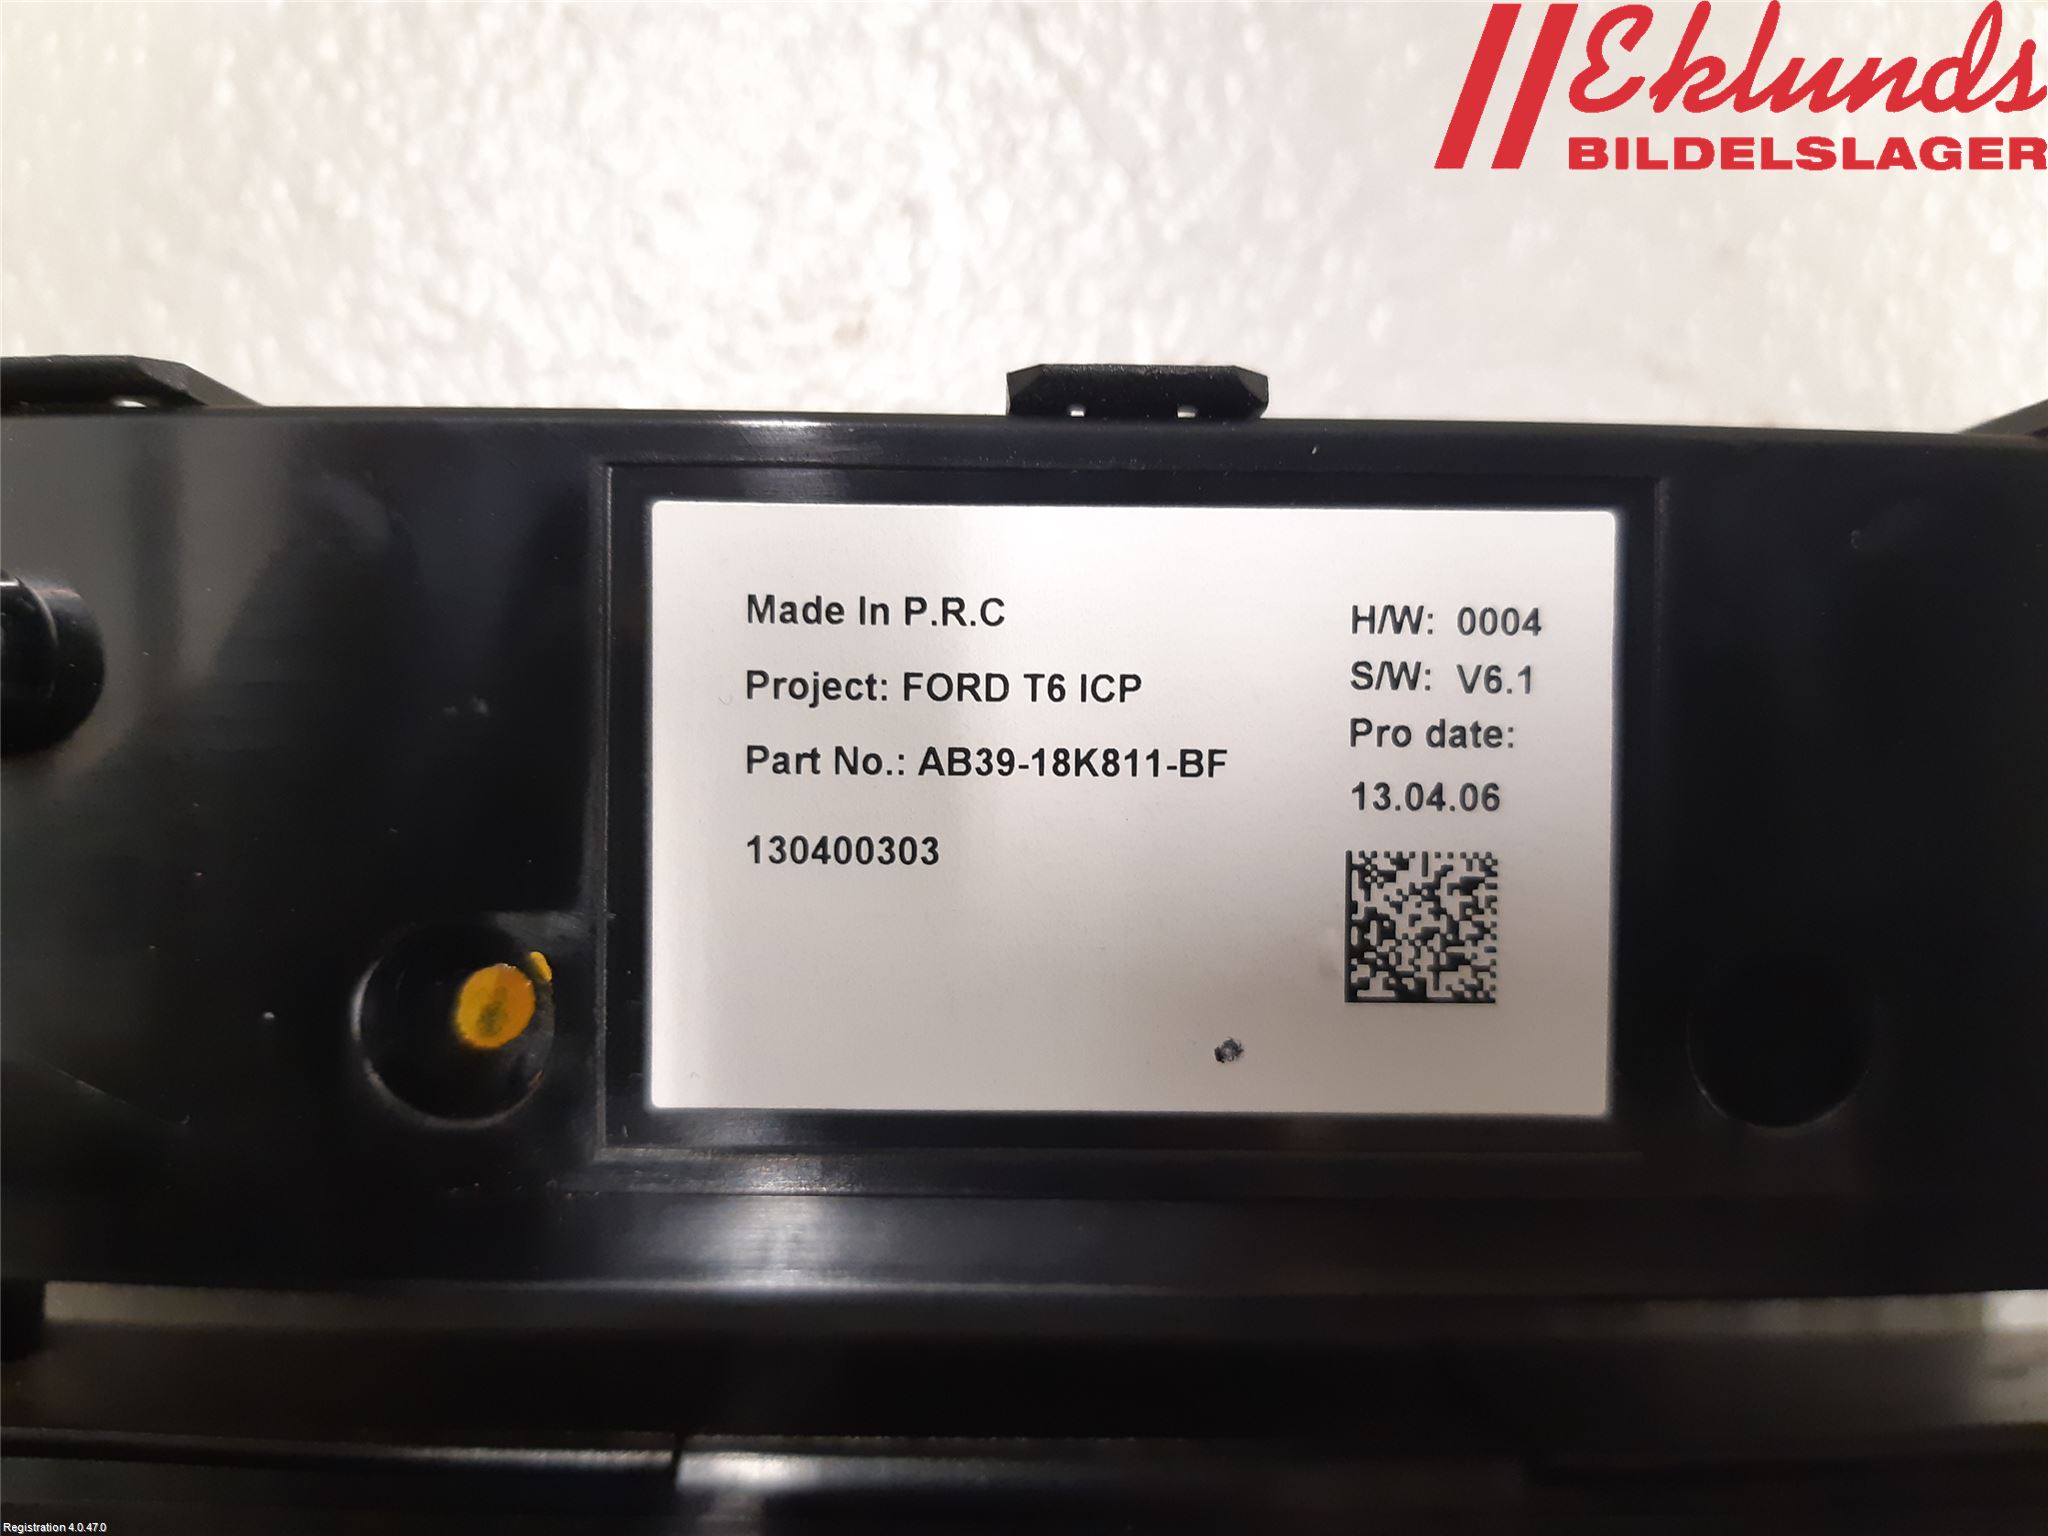 Eklunds
BILDELSLAGER
Made In P.R.C
Project: FORD T6 ICP
Part No.: AB39-18K811-BF
130400303
H/W: 0004
S/W: V6.1
Pro date:
13.04.06
Registration 4.0.47.0